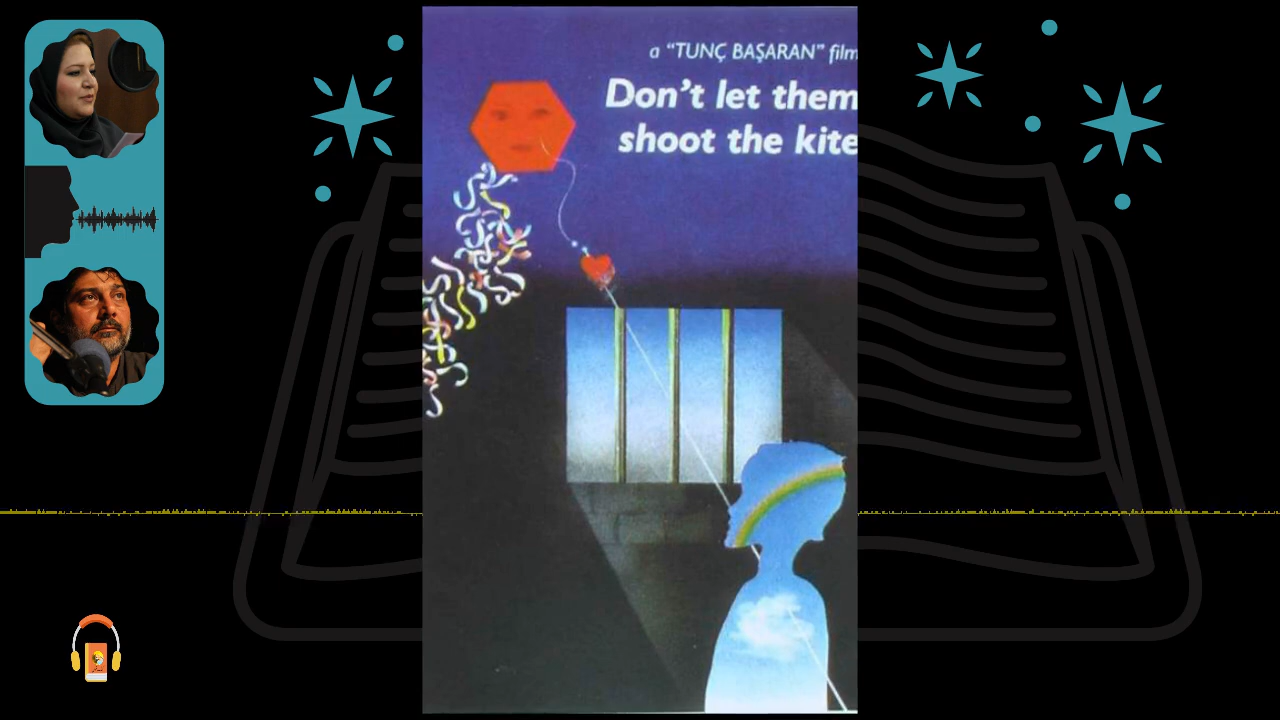 a “TUNÇ BAŞARAN” film
Don’t let them
shoot the kite